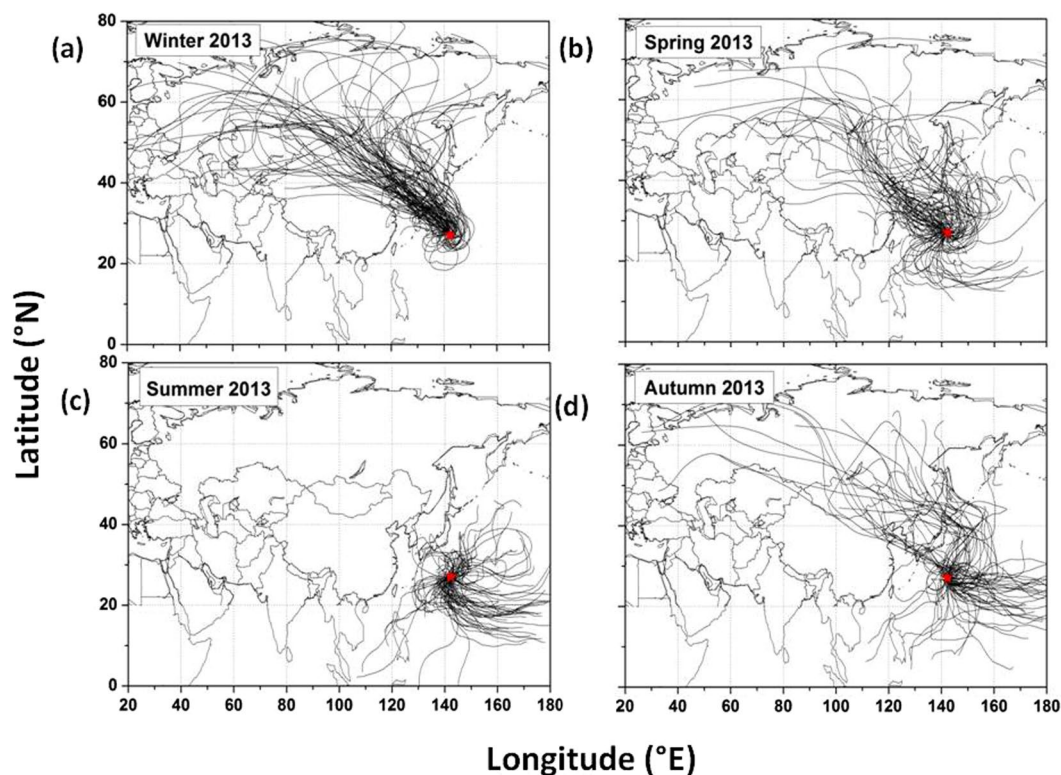 (a)
Winter 2013
80
60
40
20
0
(b)
Spring 2013
(c)
Summer 2013
80
60
40
20
0
20 40 60 80 100 120 140 160 180
(d)
Autumn 2013
20 40 60 80 100 120 140 160 180
Latitude (°N)
Longitude (°E)